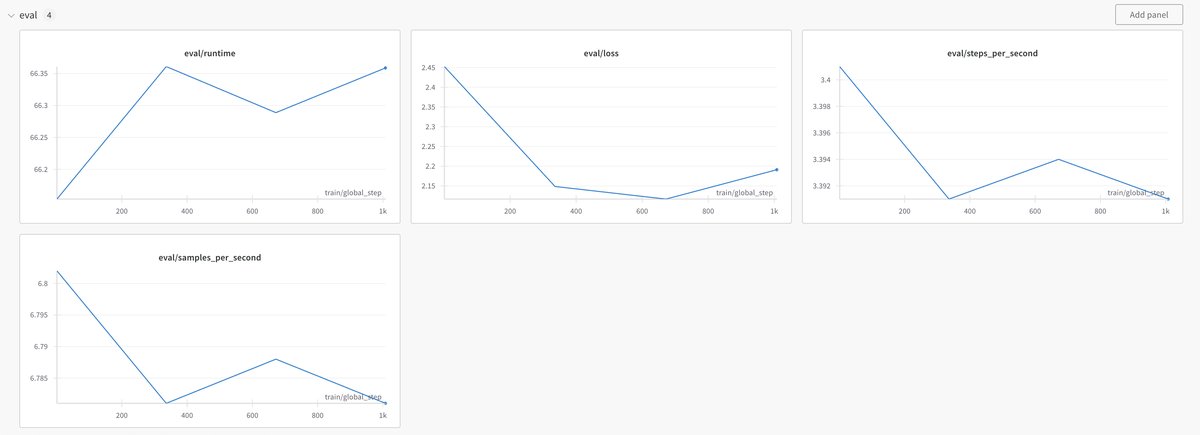 eval 4
Add panel
eval/runtime
66.35
66.3
66.25
66.2
train/global_step
200 400 600 800 1k
eval/loss
2.45
2.4
2.35
2.3
2.25
2.2
2.15
train/global_step
200 400 600 800 1k
eval/steps_per_second
3.4
3.398
3.396
3.394
3.392
train/global_step
200 400 600 800 1k
eval/samples_per_second
6.8
6.795
6.79
6.785
train/global_step
200 400 600 800 1k